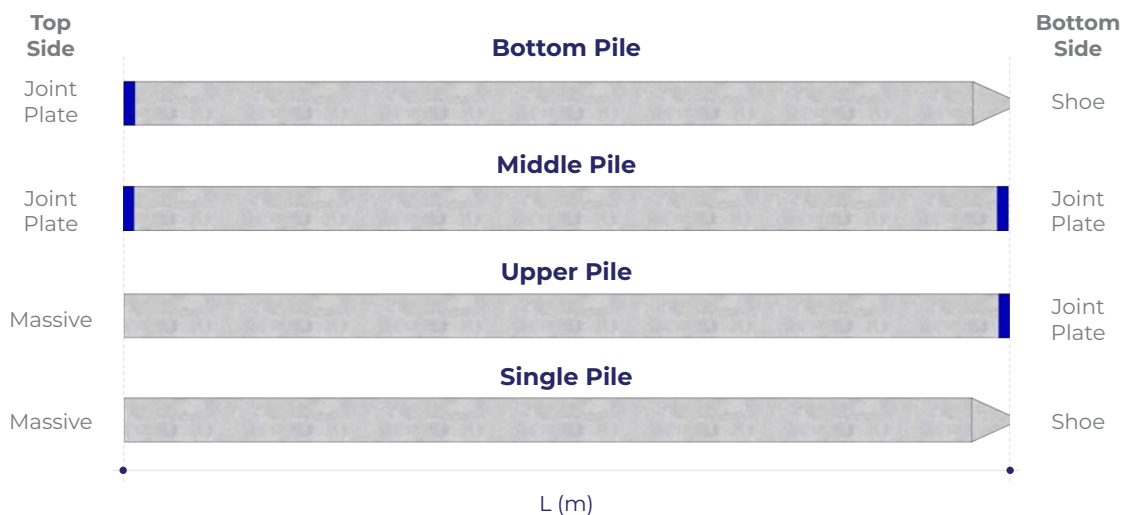 Top
Side
Bottom
Side
Bottom Pile
Joint
Plate
Shoe
Middle Pile
Joint
Plate
Joint
Plate
Upper Pile
Massive
Joint
Plate
Single Pile
Massive
Shoe
L (m)